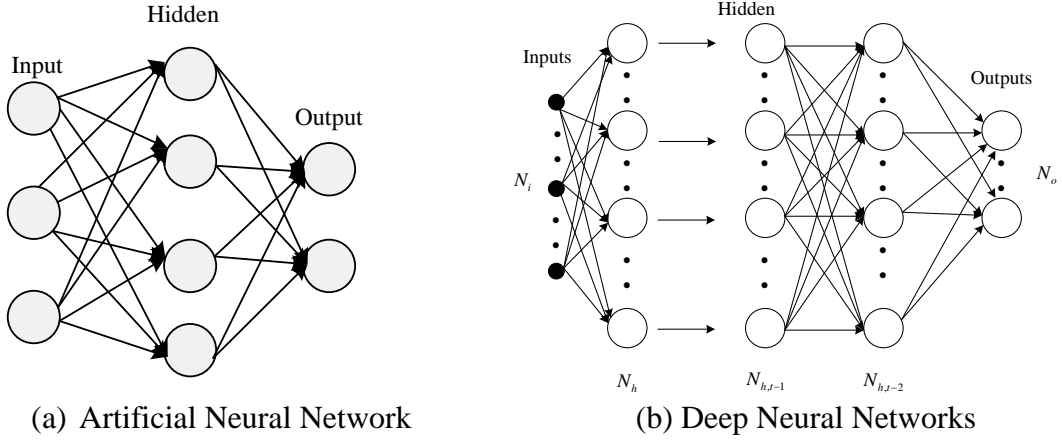 Hidden
Input
Output
(a) Artificial Neural Network
Hidden
Inputs
Outputs
N_i
N_o
N_h
N_{h,t-1}
N_{h,t-2}
(b) Deep Neural Networks